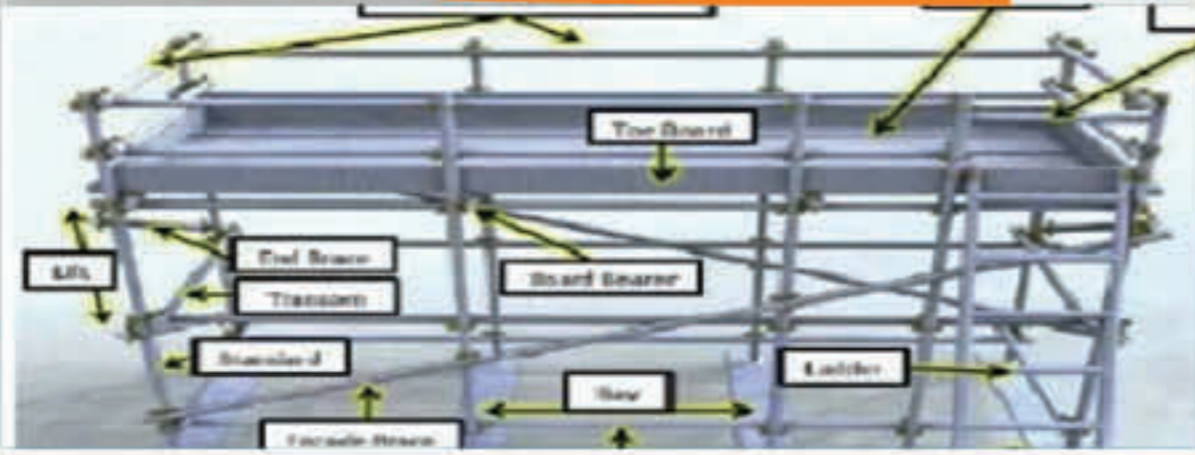 Toe Board
Lift
End Brace
Board Bearer
Transom
Standard
Ladder
Bay
Facade Brace